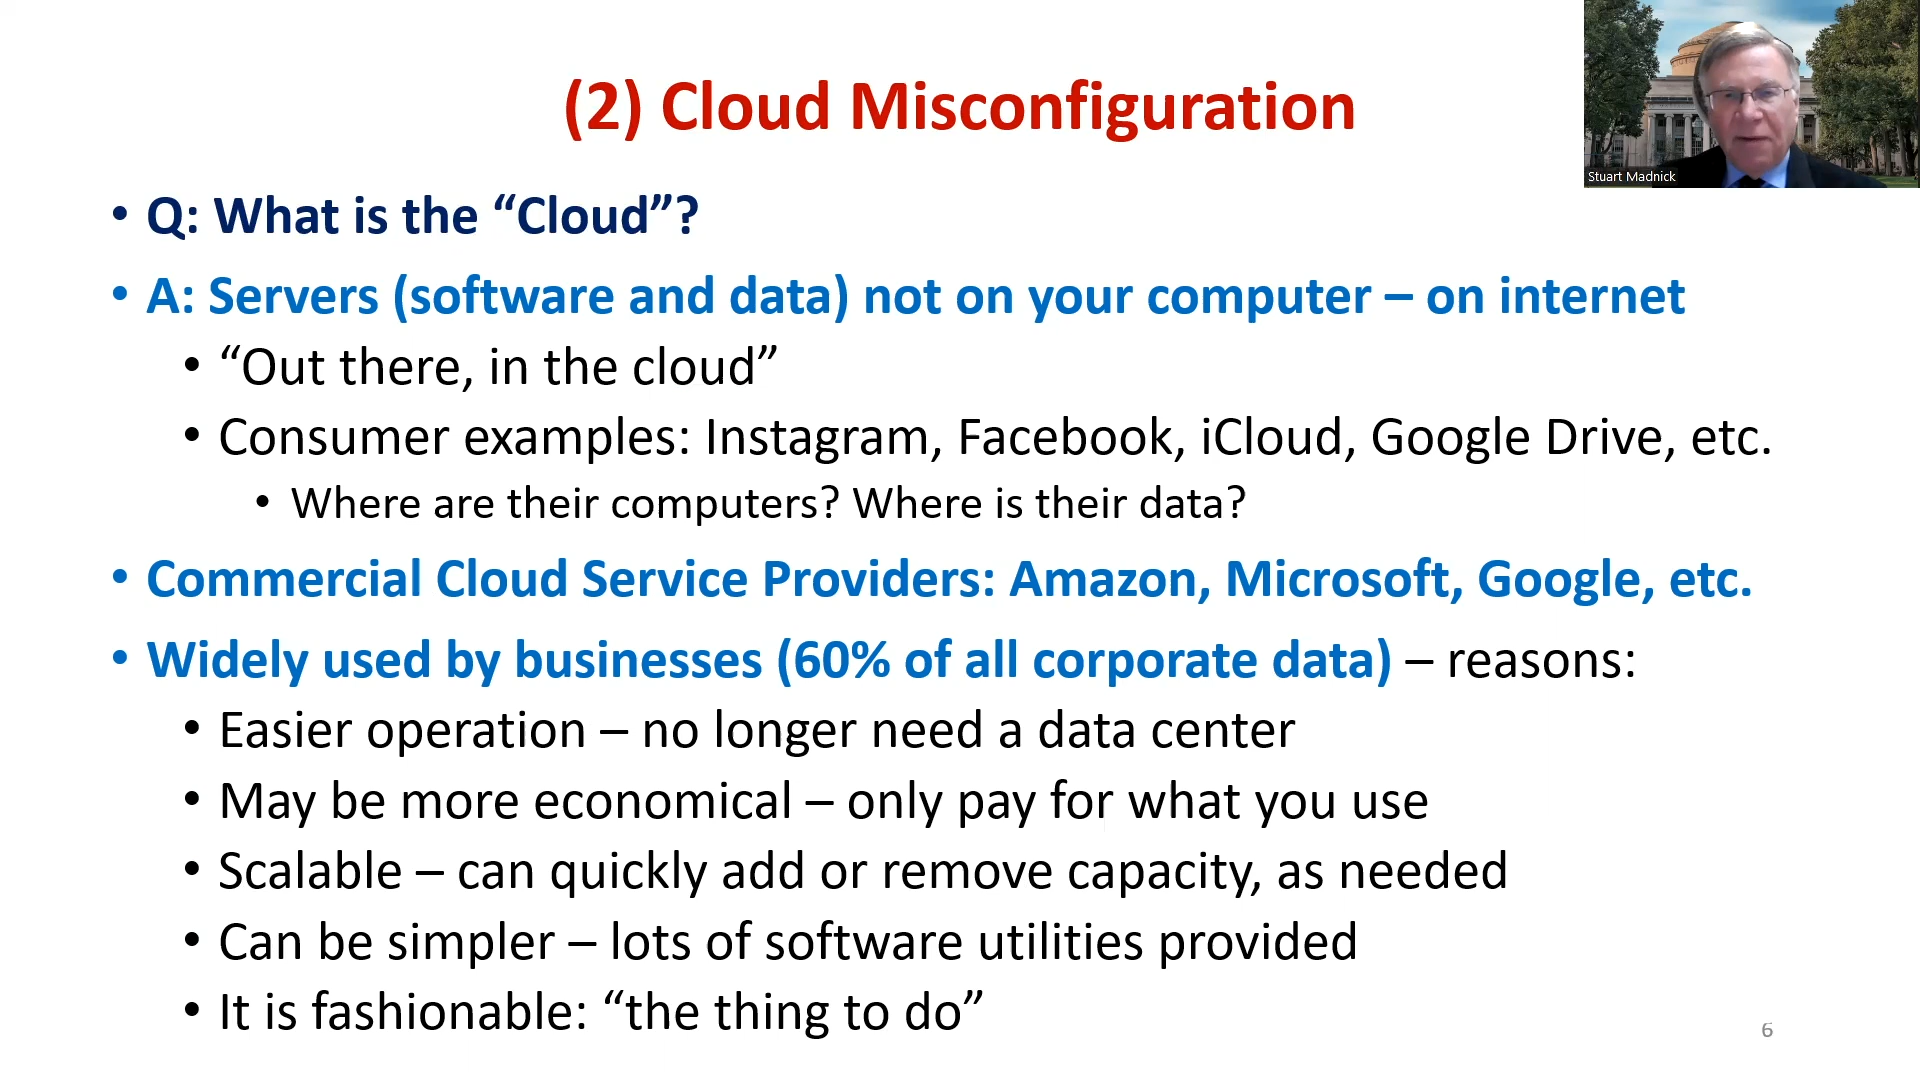 (2) Cloud Misconfiguration
Stuart Madnick
• Q: What is the “Cloud”?
• A: Servers (software and data) not on your computer – on internet
• “Out there, in the cloud”
• Consumer examples: Instagram, Facebook, iCloud, Google Drive, etc.
• Where are their computers? Where is their data?
• Commercial Cloud Service Providers: Amazon, Microsoft, Google, etc.
• Widely used by businesses (60% of all corporate data) – reasons:
• Easier operation – no longer need a data center
• May be more economical – only pay for what you use
• Scalable – can quickly add or remove capacity, as needed
• Can be simpler – lots of software utilities provided
• It is fashionable: “the thing to do”
6